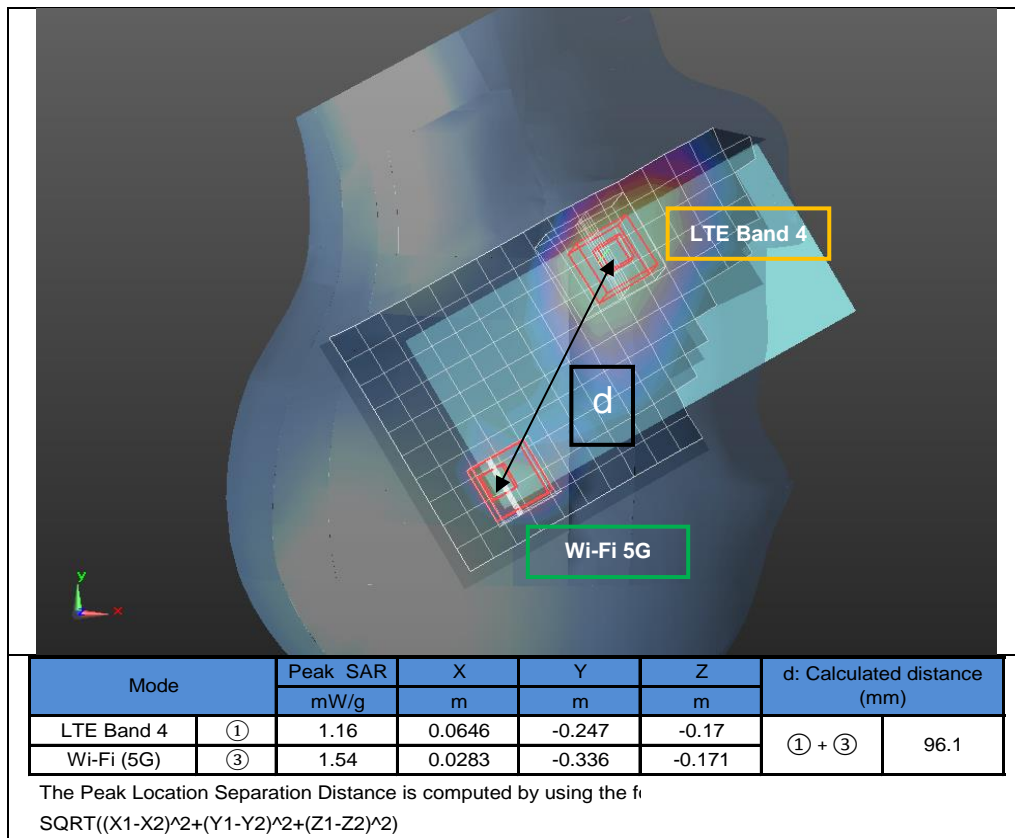 LTE Band 4
d
Wi-Fi 5G
y
x
Mode Peak SAR X Y Z d: Calculated distance (mm)
mW/g m m m
LTE Band 4 ① 1.16 0.0646 -0.247 -0.17 ① + ③ 96.1
Wi-Fi (5G) ③ 1.54 0.0283 -0.336 -0.171
The Peak Location Separation Distance is computed by using the
SQRT((X1-X2)^2+(Y1-Y2)^2+(Z1-Z2)^2)